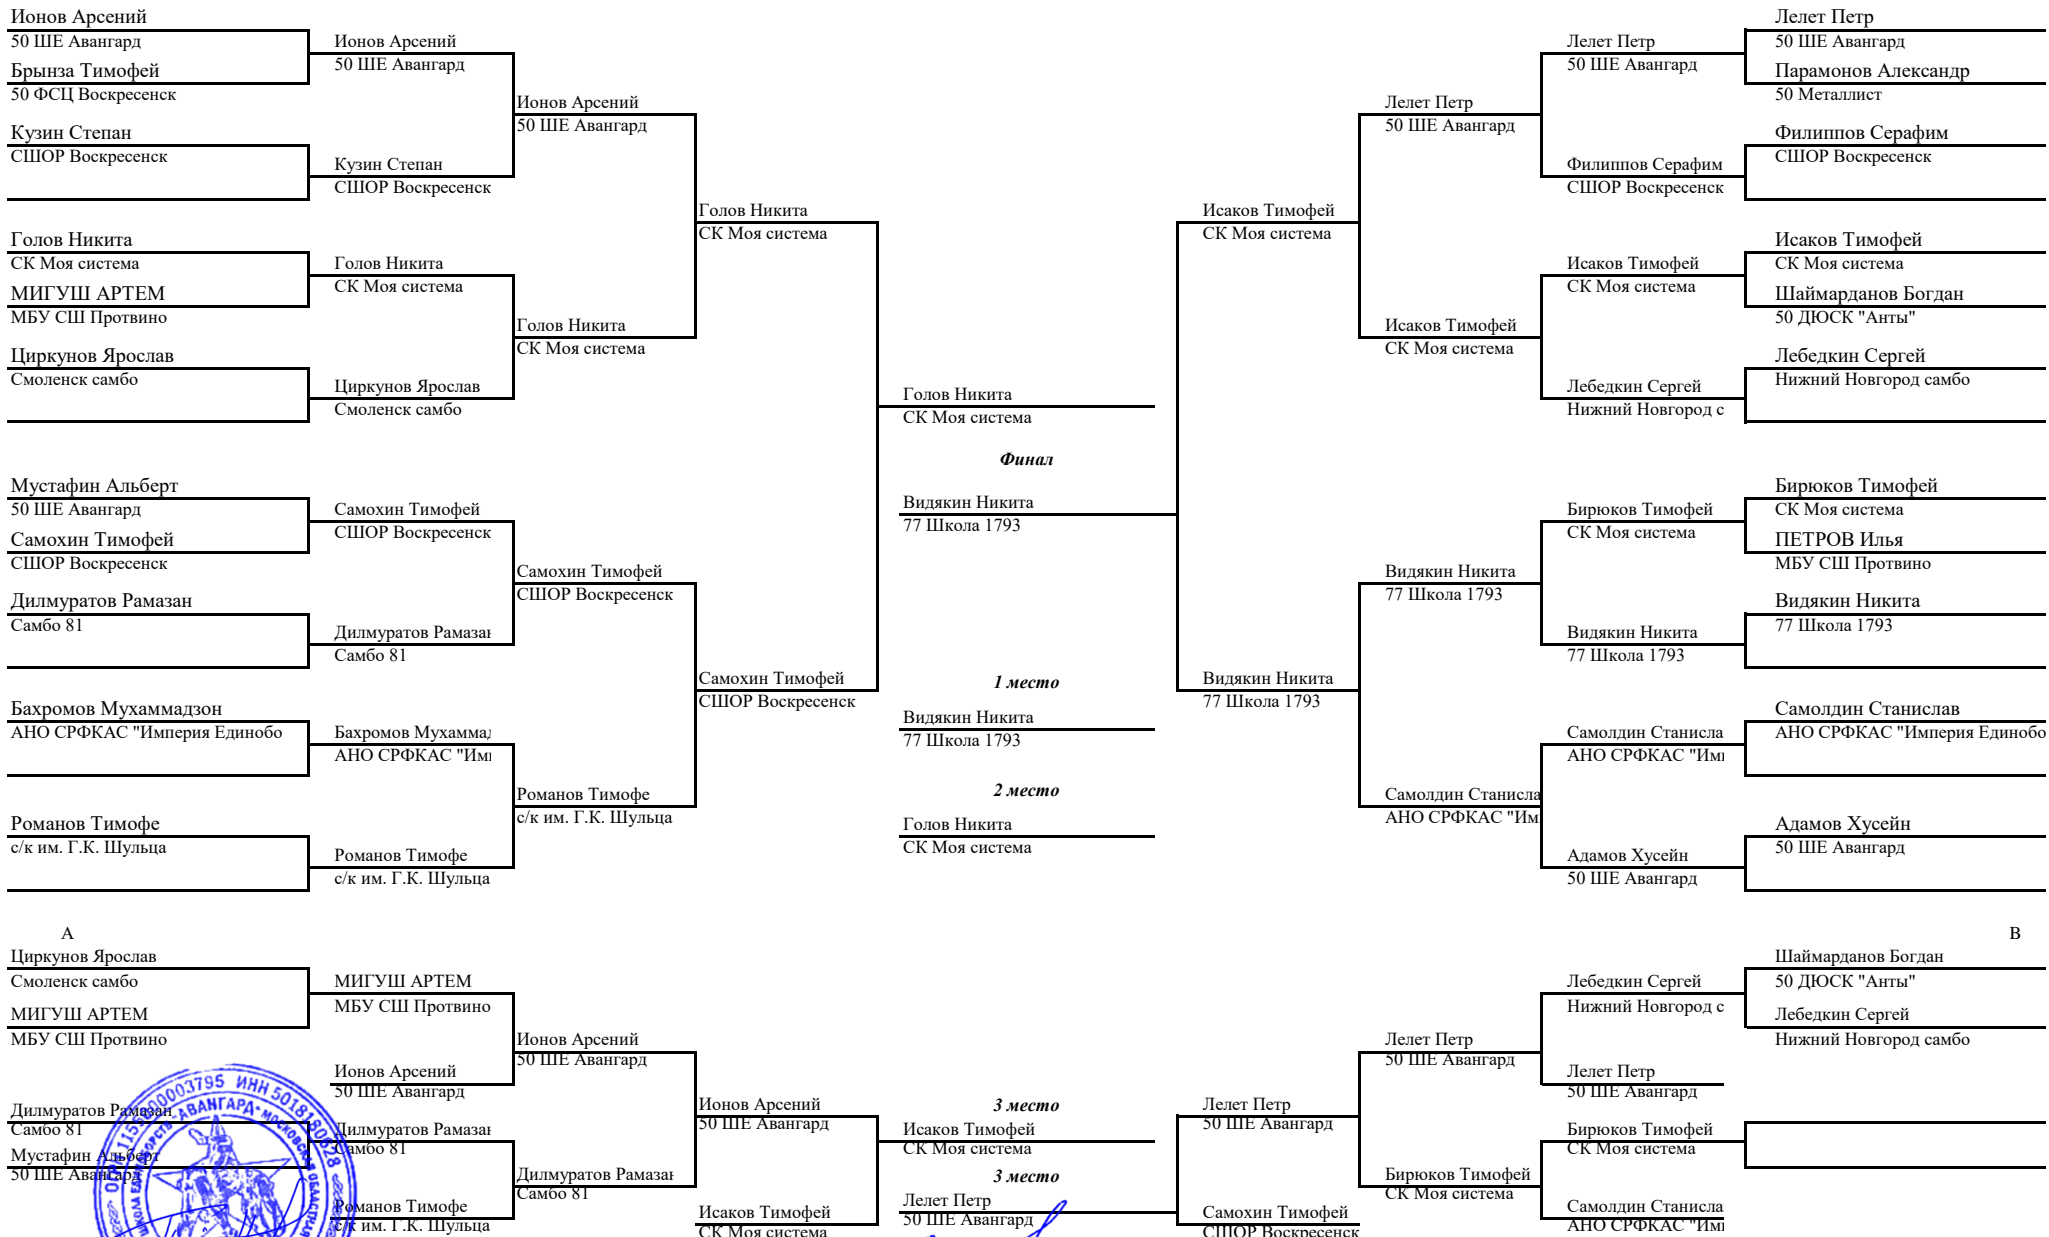 Ионов Арсений
50 ШЕ Авангард
Брынза Тимофей
50 ФСЦ Воскресенск
Кузин Степан
СШОР Воскресенск
Голов Никита
СК Моя система
МИГУШ АРТЕМ
МБУ СШ Протвино
Циркунов Ярослав
Смоленск самбо
Мустафин Альберт
50 ШЕ Авангард
Самохин Тимофей
СШОР Воскресенск
Дилмуратов Рамазан
Самбо 81
Бахромов Мухаммадзон
АНО СРФКАС "Империя Единобо
Романов Тимофе
с/к им. Г.К. Шульца
Ионов Арсений
50 ШЕ Авангард
Кузин Степан
СШОР Воскресенск
Голов Никита
СК Моя система
Циркунов Ярослав
Смоленск самбо
Самохин Тимофей
СШОР Воскресенск
Дилмуратов Рамазан
Самбо 81
Бахромов Мухаммад
АНО СРФКАС "Им
Романов Тимофе
с/к им. Г.К. Шульца
Ионов Арсений
50 ШЕ Авангард
Голов Никита
СК Моя система
Самохин Тимофей
СШОР Воскресенск
Романов Тимофе
с/к им. Г.К. Шульца
Голов Никита
СК Моя система
Самохин Тимофей
СШОР Воскресенск
Голов Никита
СК Моя система
Финал
Видякин Никита
77 Школа 1793
1 место
Видякин Никита
77 Школа 1793
2 место
Голов Никита
СК Моя система
Исаков Тимофей
СК Моя система
Видякин Никита
77 Школа 1793
Лелет Петр
50 ШЕ Авангард
Исаков Тимофей
СК Моя система
Видякин Никита
77 Школа 1793
Самолдин Станисла
АНО СРФКАС "Им
Лелет Петр
50 ШЕ Авангард
Филиппов Серафим
СШОР Воскресенск
Исаков Тимофей
СК Моя система
Лебедкин Сергей
Нижний Новгород с
Бирюков Тимофей
СК Моя система
Видякин Никита
77 Школа 1793
Самолдин Станисла
АНО СРФКАС "Им
Адамов Хусейн
50 ШЕ Авангард
Лелет Петр
50 ШЕ Авангард
Парамонов Александр
50 Металлист
Филиппов Серафим
СШОР Воскресенск
Исаков Тимофей
СК Моя система
Шаймарданов Богдан
50 ДЮСК "Анты"
Лебедкин Сергей
Нижний Новгород самбо
Бирюков Тимофей
СК Моя система
ПЕТРОВ Илья
МБУ СШ Протвино
Видякин Никита
77 Школа 1793
Самолдин Станислав
АНО СРФКАС "Империя Единобо
Адамов Хусейн
50 ШЕ Авангард
А
Циркунов Ярослав
Смоленск самбо
МИГУШ АРТЕМ
МБУ СШ Протвино
Дилмуратов Рамазан
Самбо 81
Мустафин Альберт
50 ШЕ Авангард
МИГУШ АРТЕМ
МБУ СШ Протвино
Ионов Арсений
50 ШЕ Авангард
Дилмуратов Рамазан
Самбо 81
Романов Тимофе
с/к им. Г.К. Шульца
Ионов Арсений
50 ШЕ Авангард
Дилмуратов Рамазан
Самбо 81
Ионов Арсений
50 ШЕ Авангард
Исаков Тимофей
СК Моя система
3 место
Исаков Тимофей
СК Моя система
3 место
Лелет Петр
50 ШЕ Авангард
Лелет Петр
50 ШЕ Авангард
Самохин Тимофей
СШОР Воскресенск
Лелет Петр
50 ШЕ Авангард
Бирюков Тимофей
СК Моя система
Лебедкин Сергей
Нижний Новгород с
Лелет Петр
50 ШЕ Авангард
Бирюков Тимофей
СК Моя система
Самолдин Станисла
АНО СРФКАС "Им
В
Шаймарданов Богдан
50 ДЮСК "Анты"
Лебедкин Сергей
Нижний Новгород самбо
ИНН 5018180628
"АВАНГАРД" МОСКОВСКАЯ ОБЛАСТНАЯ